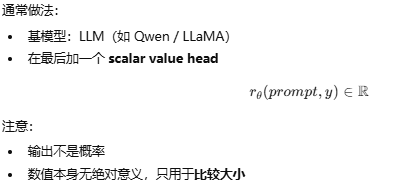 通常做法：
• 基模型：LLM（如 Qwen / LLaMA）
• 在最后加一个 scalar value head
r_θ(prompt, y) ∈ ℝ
注意：
• 输出不是概率
• 数值本身无绝对意义，只用于比较大小